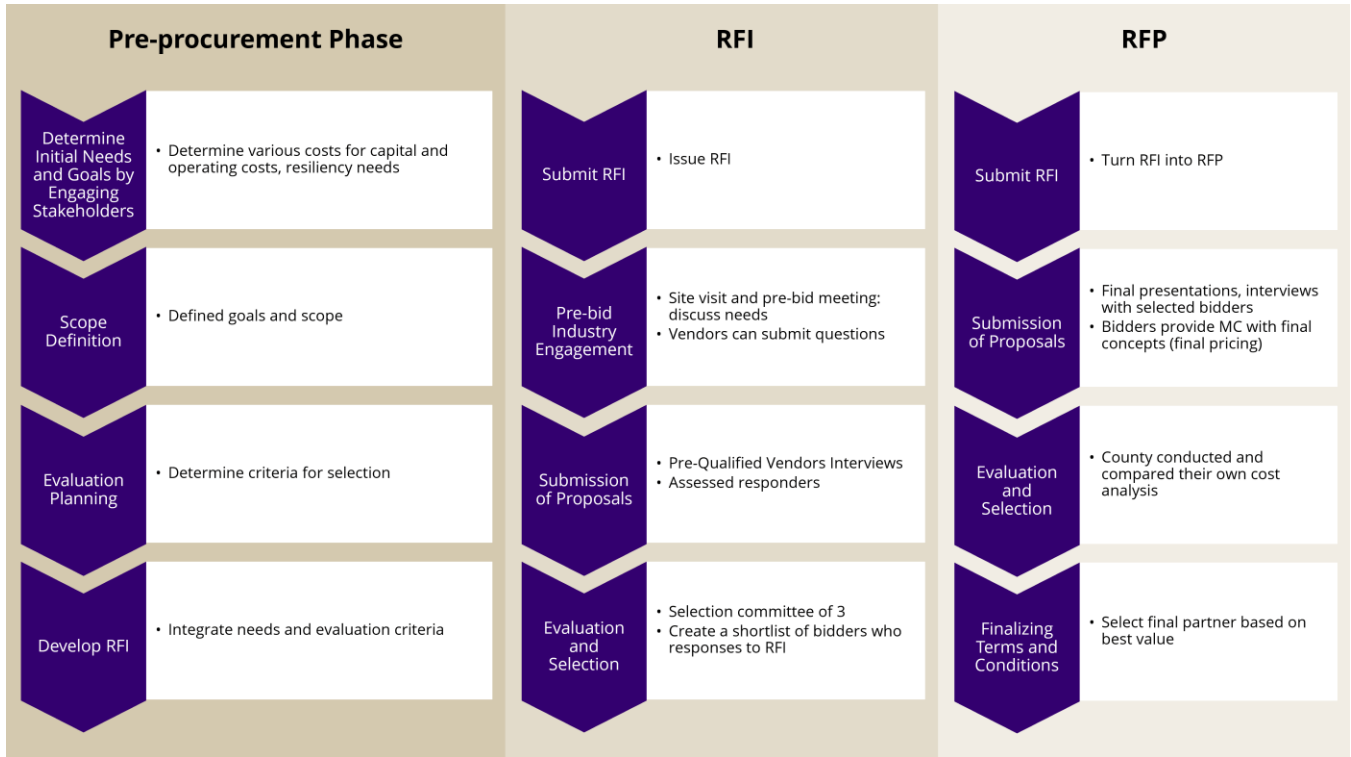 Pre-procurement Phase
Determine
Initial Needs
and Goals by
Engaging
Stakeholders
• Determine various costs for capital and
operating costs, resiliency needs
Scope
Definition
• Defined goals and scope
Evaluation
Planning
• Determine criteria for selection
Develop RFI
• Integrate needs and evaluation criteria
RFI
Submit RFI
• Issue RFI
Pre-bid
Industry
Engagement
• Site visit and pre-bid meeting:
discuss needs
• Vendors can submit questions
Submission
of Proposals
• Pre-Qualified Vendors Interviews
• Assessed responders
Evaluation
and
Selection
• Selection committee of 3
• Create a shortlist of bidders who
responses to RFI
RFP
Submit RFI
• Turn RFI into RFP
Submission
of Proposals
• Final presentations, interviews
with selected bidders
• Bidders provide MC with final
concepts (final pricing)
Evaluation
and
Selection
• County conducted and
compared their own cost
analysis
Finalizing
Terms and
Conditions
• Select final partner based on
best value